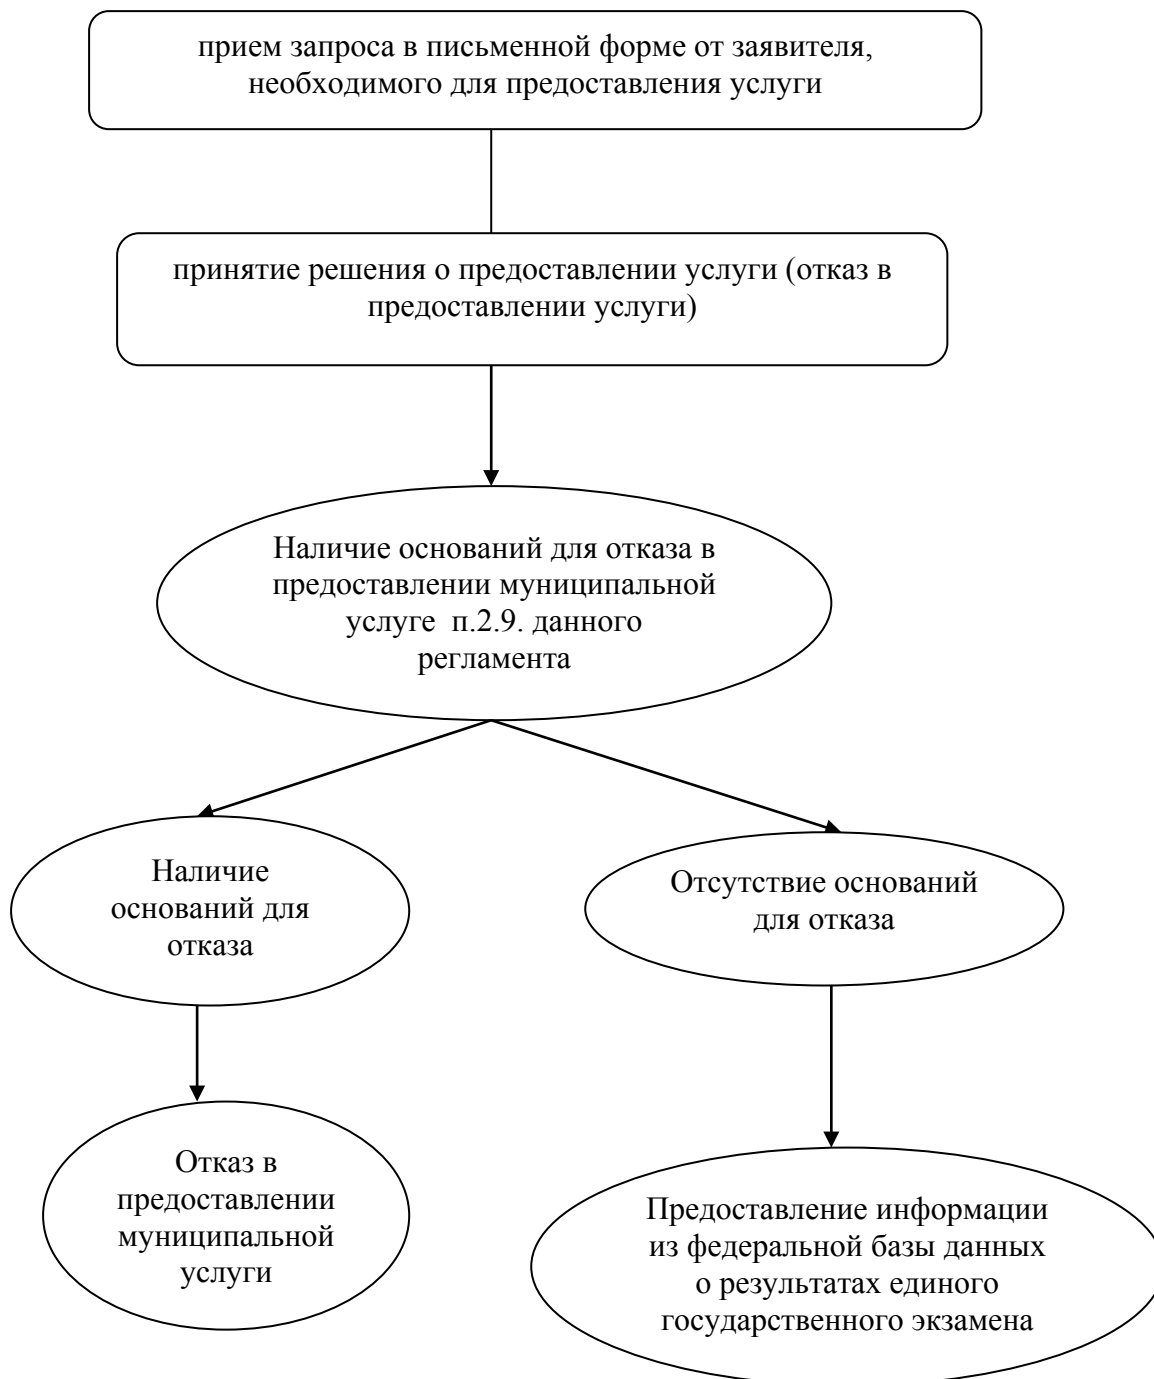 прием запроса в письменной форме от заявителя,
необходимого для предоставления услуги
принятие решения о предоставлении услуги (отказ в
предоставлении услуги)
Наличие оснований для отказа в
предоставлении муниципальной
услуге п.2.9. данного
регламента
Наличие
оснований для
отказа
Отсутствие оснований
для отказа
Отказ в
предоставлении
муниципальной
услуги
Предоставление информации
из федеральной базы данных
о результатах единого
государственного экзамена